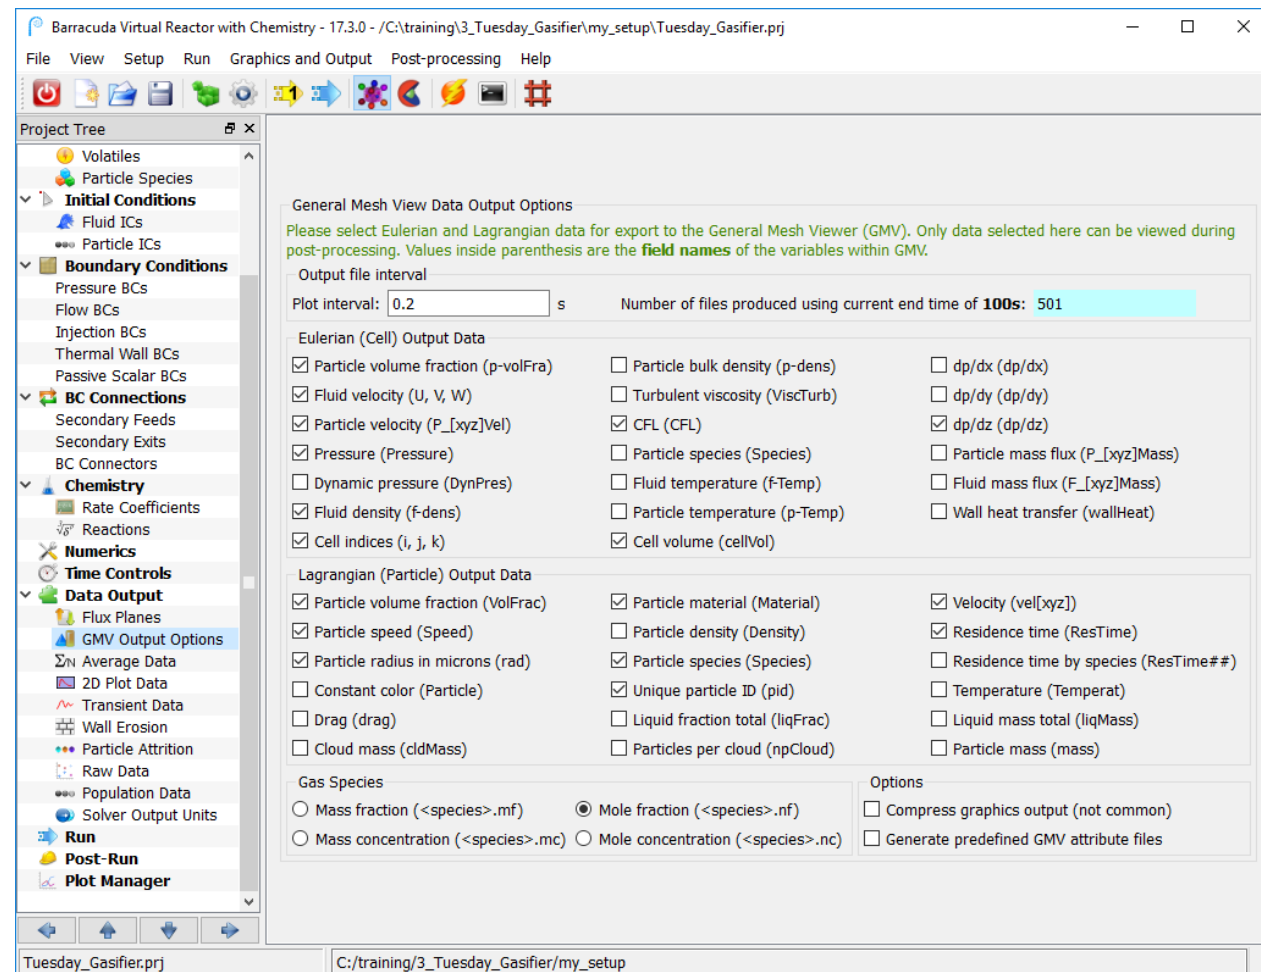 Barracuda Virtual Reactor with Chemistry - 17.3.0 - /C:\training\3_Tuesday_Gasifier\my_setup\Tuesday_Gasifier.prj
File View Setup Run Graphics and Output Post-processing Help
Project Tree
Volatiles
Particle Species
Initial Conditions
Fluid ICs
Particle ICs
Boundary Conditions
Pressure BCs
Flow BCs
Injection BCs
Thermal Wall BCs
Passive Scalar BCs
BC Connections
Secondary Feeds
Secondary Exits
BC Connectors
Chemistry
Rate Coefficients
Reactions
Numerics
Time Controls
Data Output
Flux Planes
GMV Output Options
Average Data
2D Plot Data
Transient Data
Wall Erosion
Particle Attrition
Raw Data
Population Data
Solver Output Units
Run
Post-Run
Plot Manager
General Mesh View Data Output Options
Please select Eulerian and Lagrangian data for export to the General Mesh Viewer (GMV). Only data selected here can be viewed during
post-processing. Values inside parenthesis are the field names of the variables within GMV.
Output file interval
Plot interval: 0.2 s Number of files produced using current end time of 100s: 501
Eulerian (Cell) Output Data
Particle volume fraction (p-volFra) Particle bulk density (p-dens) dp/dx (dp/dx)
Fluid velocity (U, V, W) Turbulent viscosity (ViscTurb) dp/dy (dp/dy)
Particle velocity (P_[xyz]Vel) CFL (CFL) dp/dz (dp/dz)
Pressure (Pressure) Particle species (Species) Particle mass flux (P_[xyz]Mass)
Dynamic pressure (DynPres) Fluid temperature (f-Temp) Fluid mass flux (F_[xyz]Mass)
Fluid density (f-dens) Particle temperature (p-Temp) Wall heat transfer (wallHeat)
Cell indices (i, j, k) Cell volume (cellVol)
Lagrangian (Particle) Output Data
Particle volume fraction (VolFrac) Particle material (Material) Velocity (vel[xyz])
Particle speed (Speed) Particle density (Density) Residence time (ResTime)
Particle radius in microns (rad) Particle species (Species) Residence time by species (ResTime##)
Constant color (Particle) Unique particle ID (pid) Temperature (Temperat)
Drag (drag) Liquid fraction total (liqFrac) Liquid mass total (liqMass)
Cloud mass (cldMass) Particles per cloud (npCloud) Particle mass (mass)
Gas Species Options
Mass fraction (<species>.mf) Mole fraction (<species>.nf) Compress graphics output (not common)
Mass concentration (<species>.mc) Mole concentration (<species>.nc) Generate predefined GMV attribute files
Tuesday_Gasifier.prj C:/training/3_Tuesday_Gasifier/my_setup